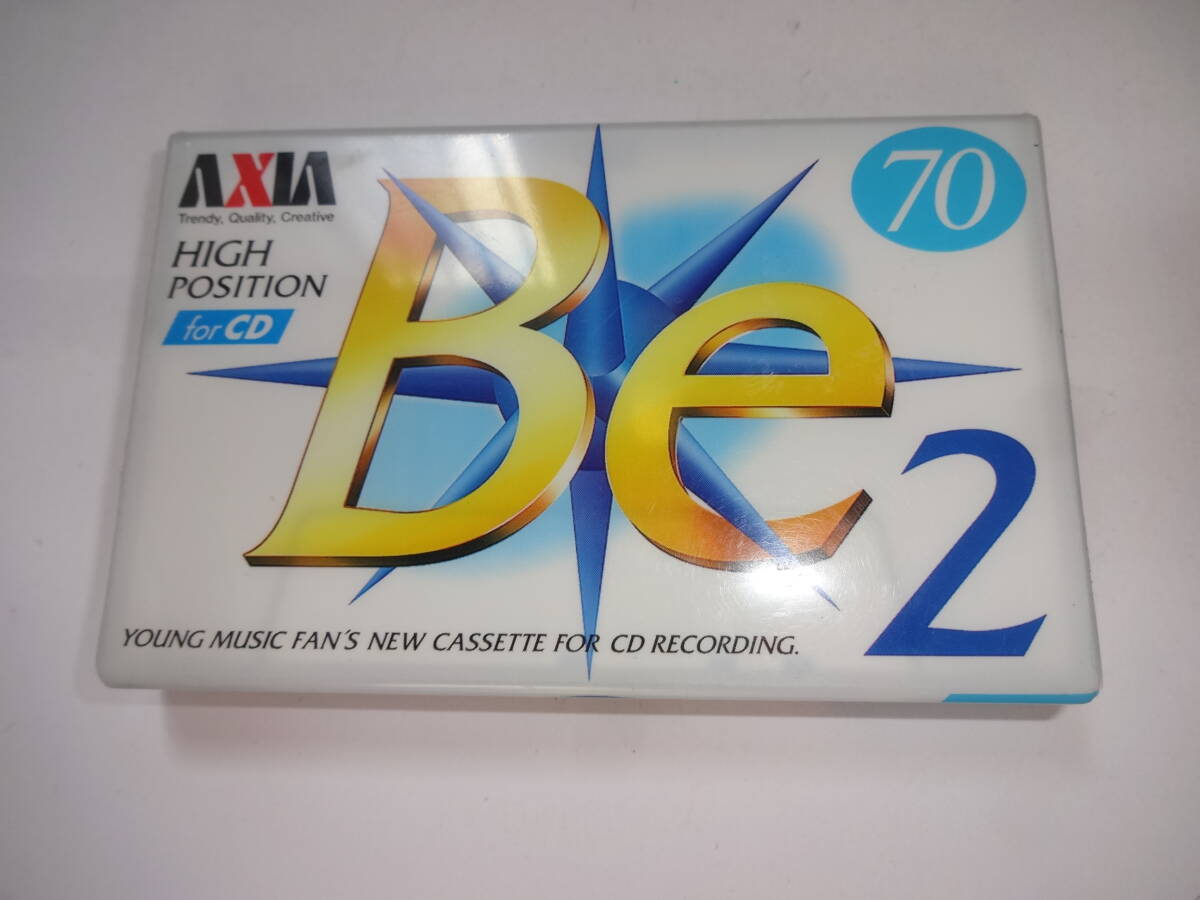 AXIA
Trendy, Quality, Creative
HIGH
POSITION
for CD
70
Be
2
YOUNG MUSIC FAN'S NEW CASSETTE FOR CD RECORDING.